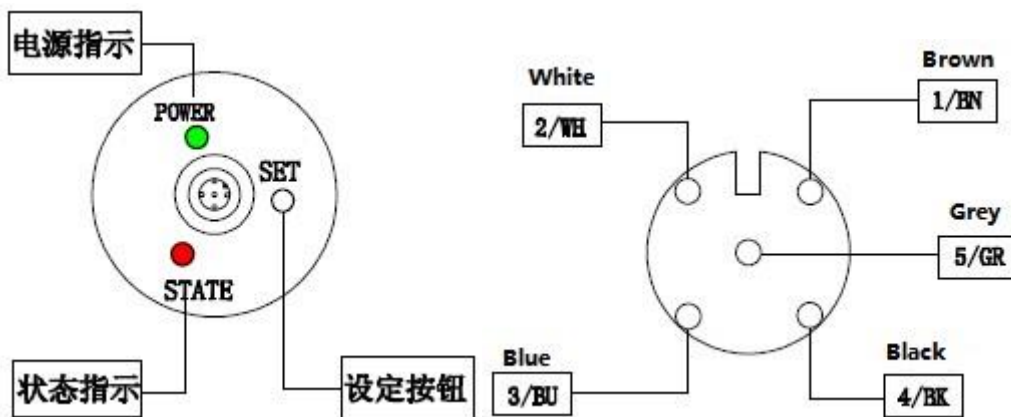 电源指示
POWER
SET
STATE
状态指示
设定按钮
White
2/WH
Brown
1/BN
Grey
5/GR
Blue
3/BU
Black
4/BK